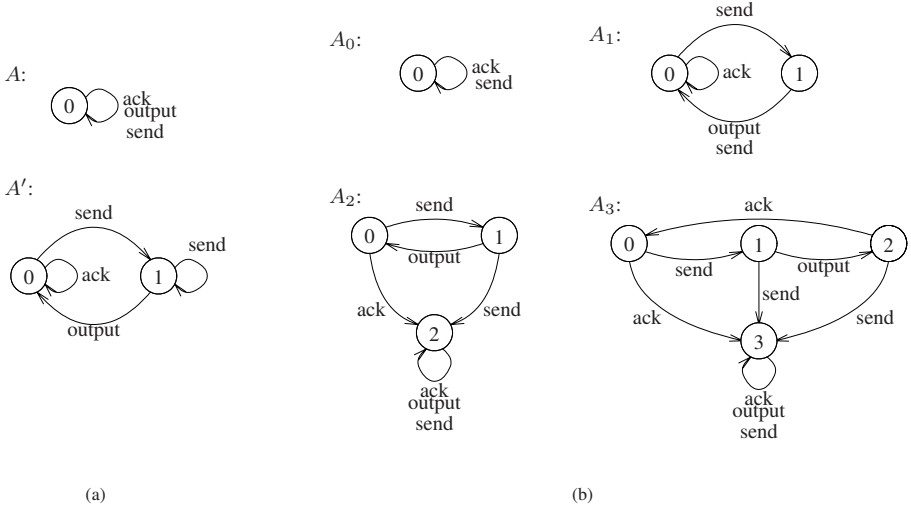 A:
0
ack
output
send
A':
send
0
ack
1
send
output
(a)
A₀:
0
ack
send
A₁:
send
0
ack
1
output
send
A₂:
send
0
1
output
ack
send
2
ack
output
send
A₃:
ack
0
1
2
send
output
send
ack
send
3
ack
output
send
(b)